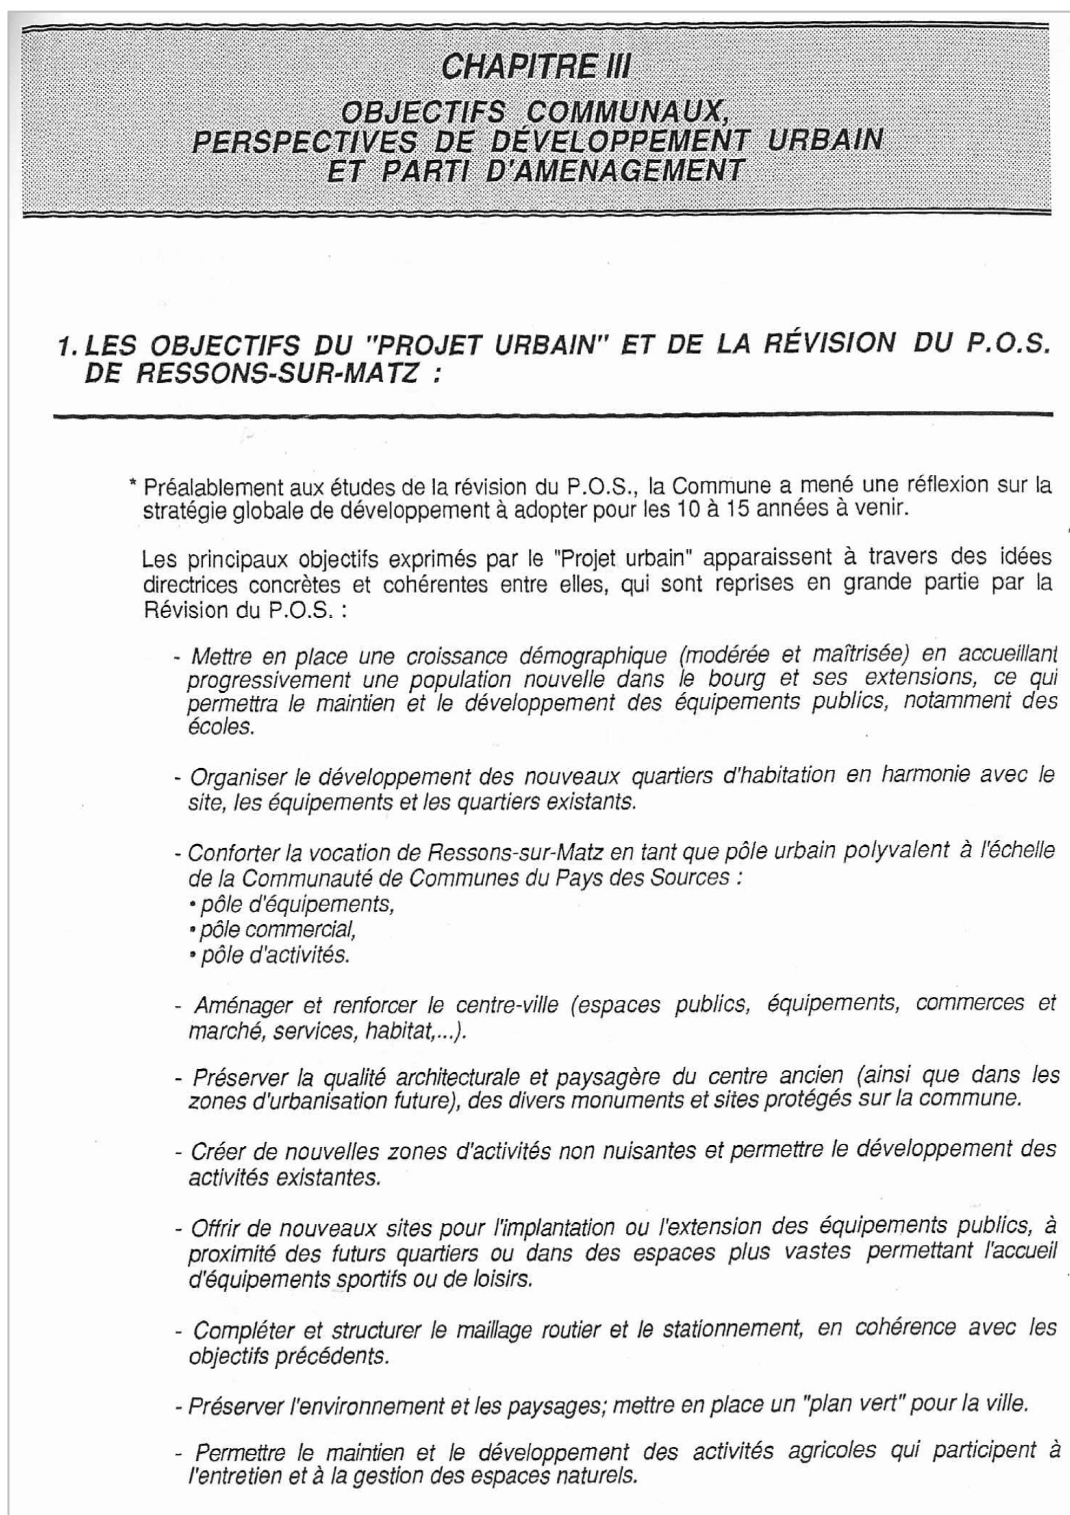 CHAPITRE III
OBJECTIFS COMMUNAUX,
PERSPECTIVES DE DÉVELOPPEMENT URBAIN
ET PARTI D'AMENAGEMENT
1. LES OBJECTIFS DU "PROJET URBAIN" ET DE LA RÉVISION DU P.O.S.
DE RESSONS-SUR-MATZ :
* Préalablement aux études de la révision du P.O.S., la Commune a mené une réflexion sur la
stratégie globale de développement à adopter pour les 10 à 15 années à venir.
Les principaux objectifs exprimés par le "Projet urbain" apparaissent à travers des idées
directrices concrètes et cohérentes entre elles, qui sont reprises en grande partie par la
Révision du P.O.S. :
- Mettre en place une croissance démographique (modérée et maîtrisée) en accueillant
progressivement une population nouvelle dans le bourg et ses extensions, ce qui
permettra le maintien et le développement des équipements publics, notamment des
écoles.
- Organiser le développement des nouveaux quartiers d'habitation en harmonie avec le
site, les équipements et les quartiers existants.
- Conforter la vocation de Ressons-sur-Matz en tant que pôle urbain polyvalent à l'échelle
de la Communauté de Communes du Pays des Sources :
• pôle d'équipements,
• pôle commercial,
• pôle d'activités.
- Aménager et renforcer le centre-ville (espaces publics, équipements, commerces et
marché, services, habitat,...).
- Préserver la qualité architecturale et paysagère du centre ancien (ainsi que dans les
zones d'urbanisation future), des divers monuments et sites protégés sur la commune.
- Créer de nouvelles zones d'activités non nuisantes et permettre le développement des
activités existantes.
- Offrir de nouveaux sites pour l'implantation ou l'extension des équipements publics, à
proximité des futurs quartiers ou dans des espaces plus vastes permettant l'accueil
d'équipements sportifs ou de loisirs.
- Compléter et structurer le maillage routier et le stationnement, en cohérence avec les
objectifs précédents.
- Préserver l'environnement et les paysages; mettre en place un "plan vert" pour la ville.
- Permettre le maintien et le développement des activités agricoles qui participent à
l'entretien et à la gestion des espaces naturels.